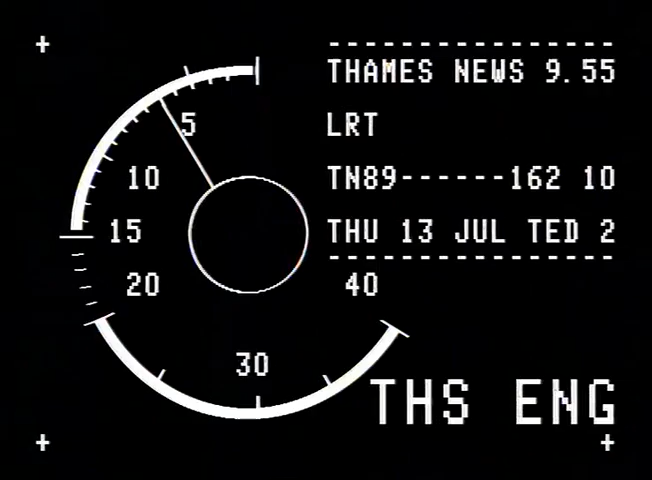 ----------------
THAMES NEWS 9.55
LRT
TN89------162 10
THU 13 JUL TED 2
----------------
5
10
15
20
40
30
THS ENG